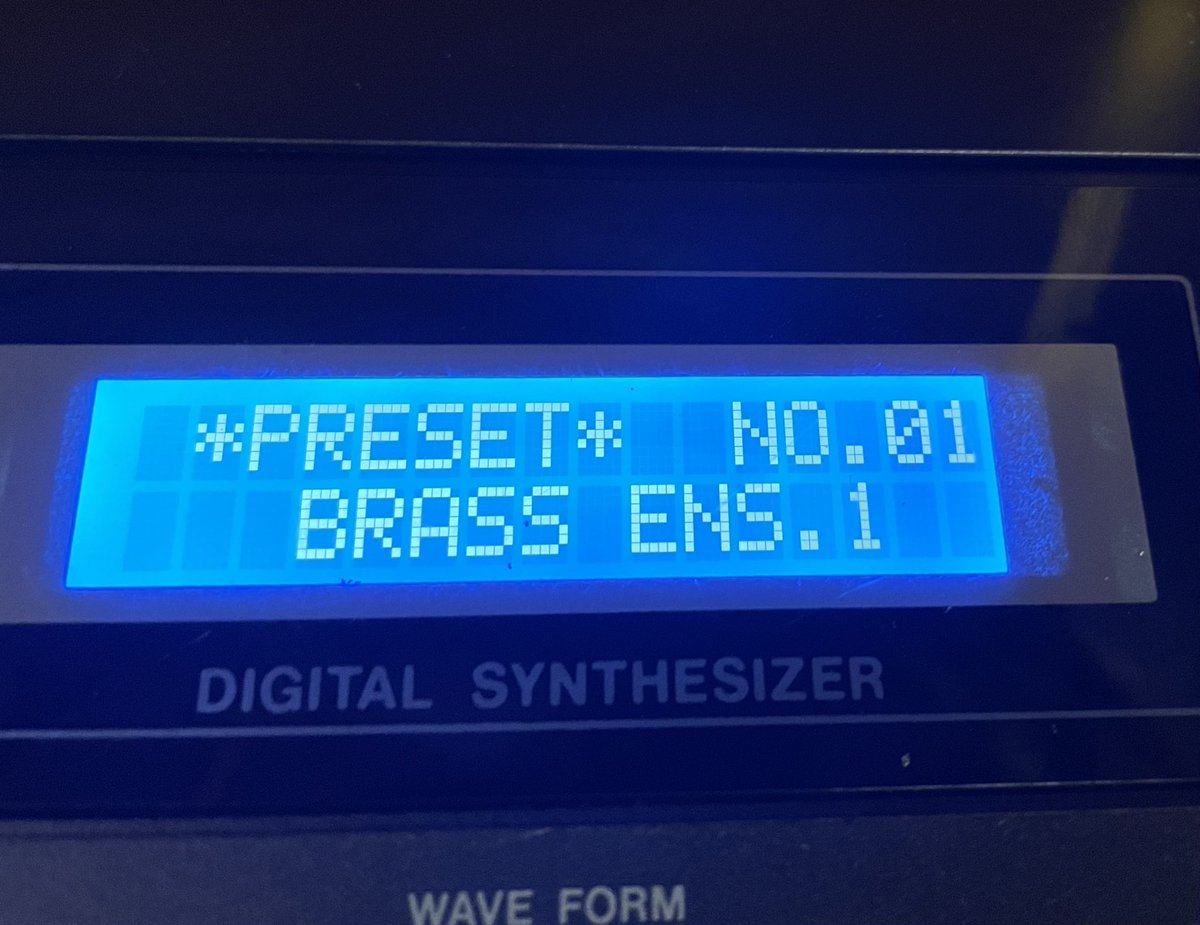 *PRESET* NO.01
BRASS ENS.1
DIGITAL SYNTHESIZER
WAVE FORM